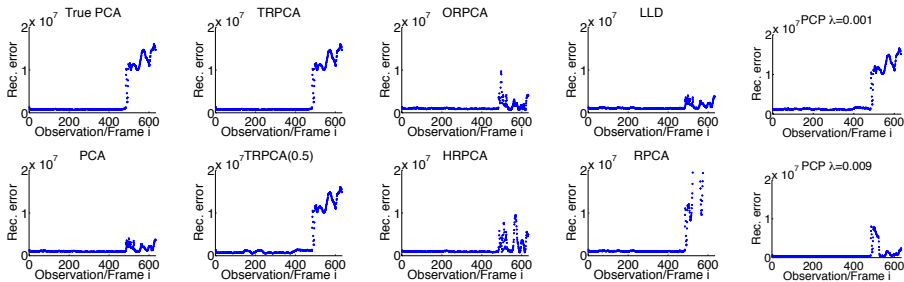 True PCA
2 x 10^7
Rec. error
1
0
0 200 400 600
Observation/Frame i
TRPCA
2 x 10^7
Rec. error
1
0
0 200 400 600
Observation/Frame i
ORPCA
2 x 10^7
Rec. error
1
0
0 200 400 600
Observation/Frame i
LLD
2 x 10^7
Rec. error
1
0
0 200 400 600
Observation/Frame i
PCP λ=0.001
2 x 10^7
Rec. error
1
0
0 200 400 600
Observation/Frame i
PCA
2 x 10^7
Rec. error
1
0
0 200 400 600
Observation/Frame i
TRPCA(0.5)
2 x 10^7
Rec. error
1
0
0 200 400 600
Observation/Frame i
HRPCA
2 x 10^7
Rec. error
1
0
0 200 400 600
Observation/Frame i
RPCA
2 x 10^7
Rec. error
1
0
0 200 400 600
Observation/Frame i
PCP λ=0.009
2 x 10^7
Rec. error
1
0
0 200 400 600
Observation/Frame i